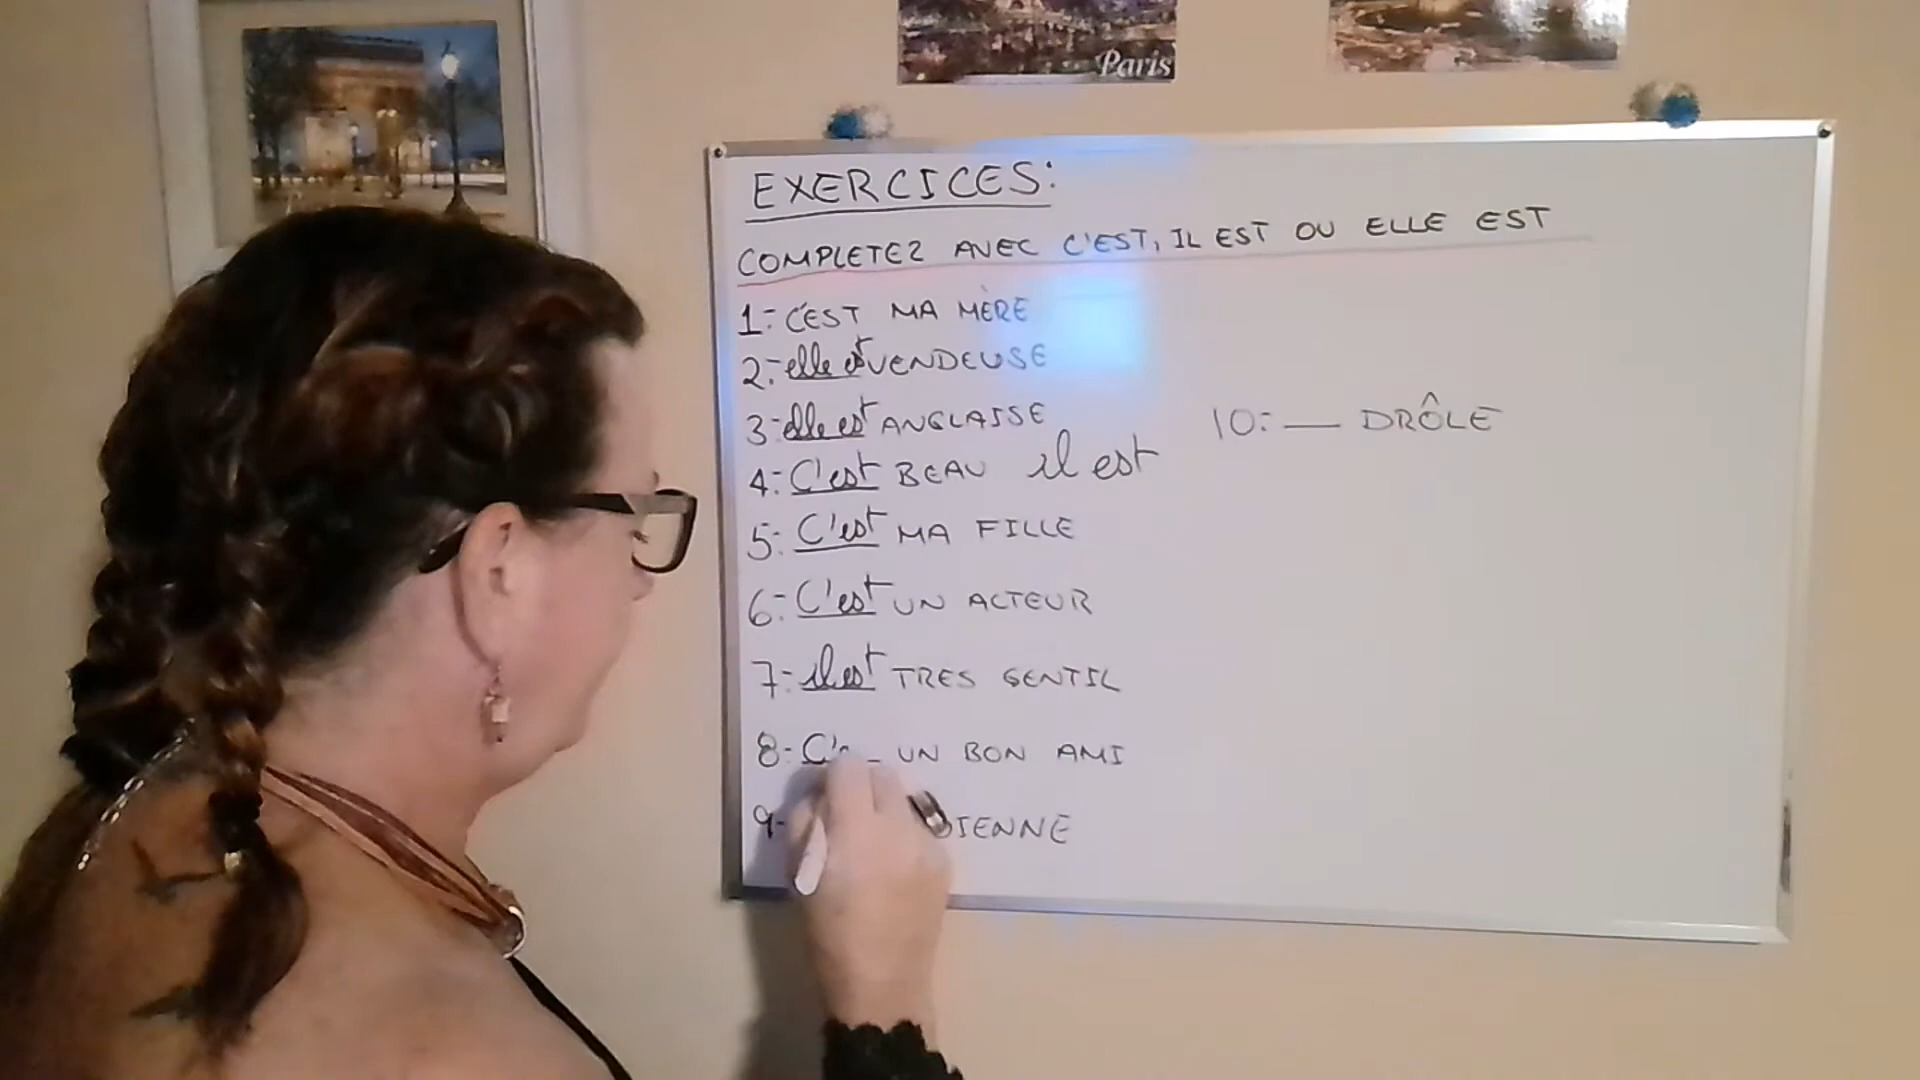 Paris
EXERCICES:
COMPLETEZ AVEC C'EST, IL EST OU ELLE EST
1: C'EST MA MÈRE
2: elle est VENDEUSE
3: elle est ANGLAISE
4: C'est BEAU il est
5: C'est MA FILLE
6: C'est UN ACTEUR
7: il est TRES GENTIL
8: C'e UN BON AMI
9- DIENNE
10: __ DRÔLE